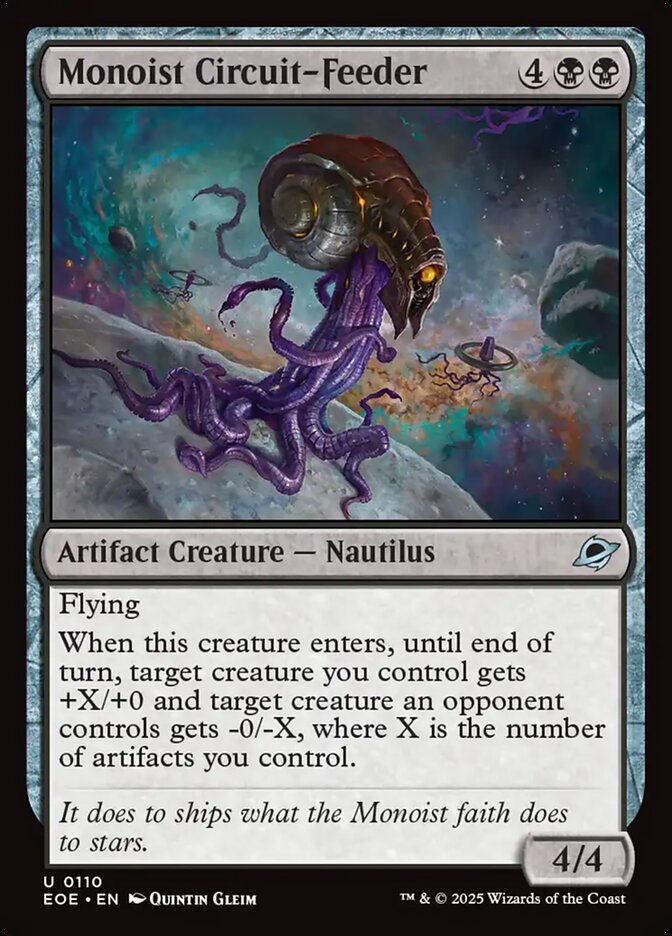 Monoist Circuit-Feeder 4
Artifact Creature — Nautilus
Flying
When this creature enters, until end of
turn, target creature you control gets
+X/+0 and target creature an opponent
controls gets -0/-X, where X is the number
of artifacts you control.
It does to ships what the Monoist faith does
to stars.
4/4
U 0110
EOE • EN Quintin Gleim
™ & © 2025 Wizards of the Coast